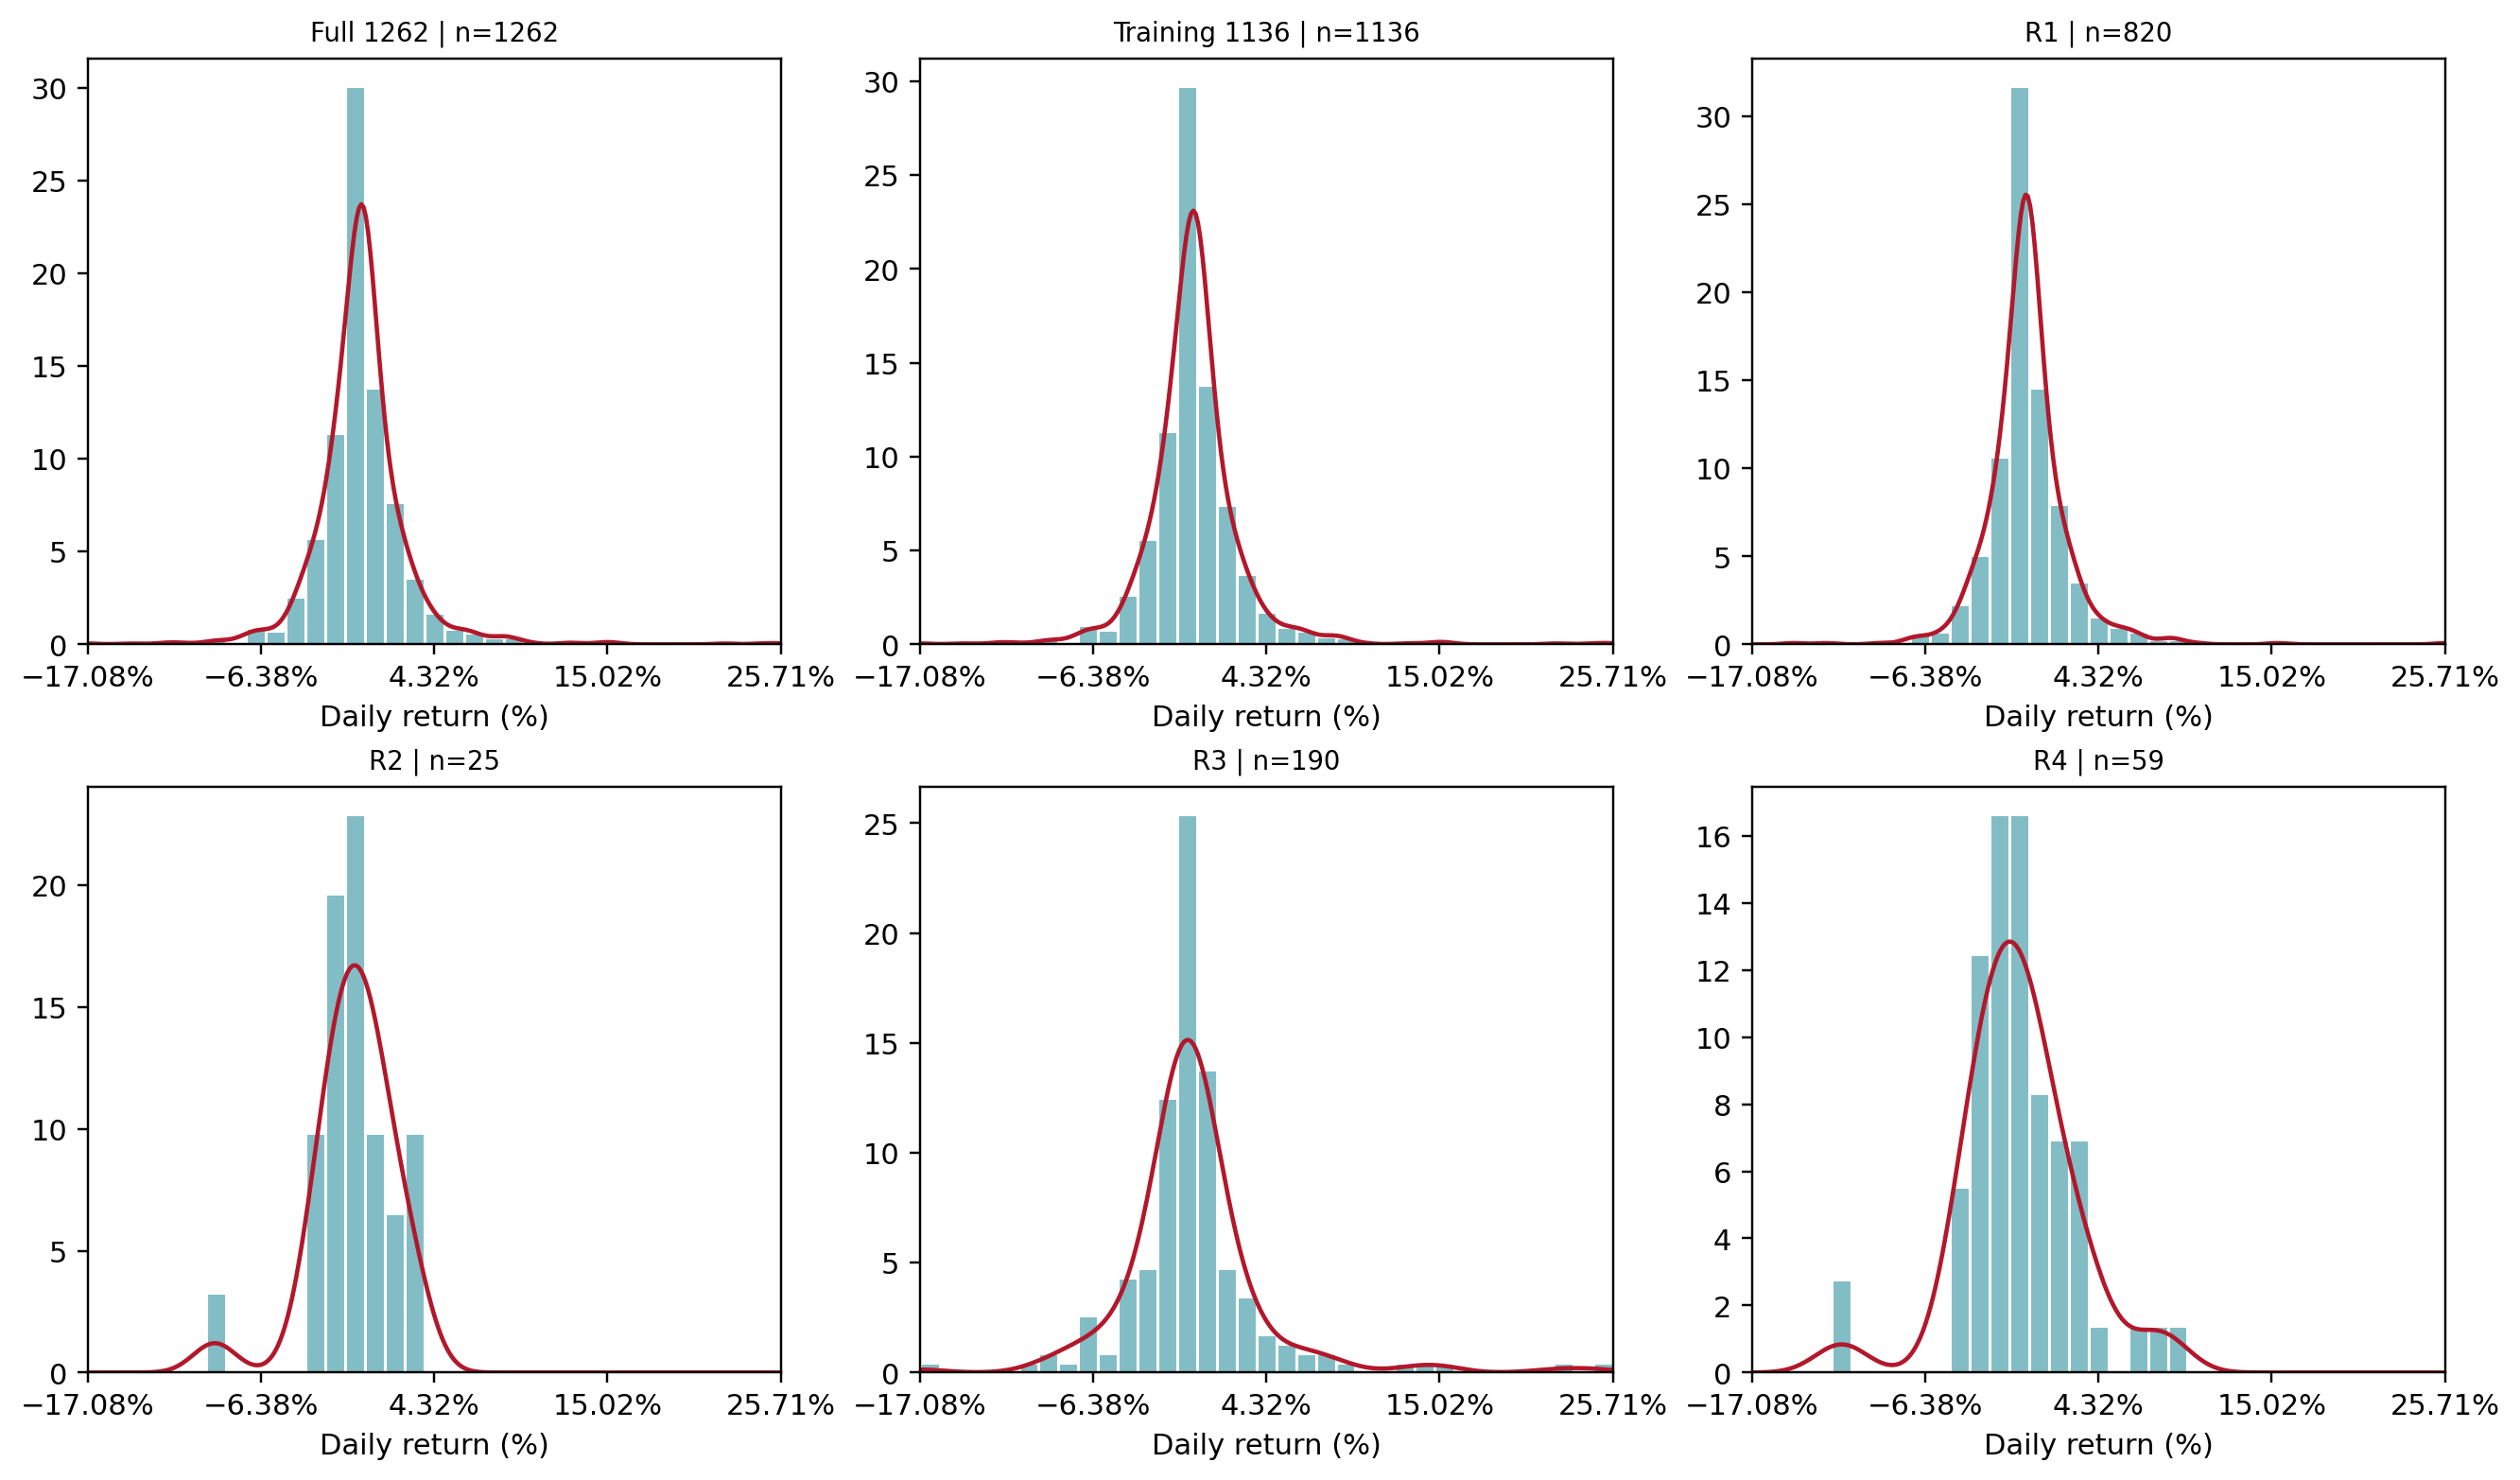 Full 1262 | n=1262
Training 1136 | n=1136
R1 | n=820
30
25
20
15
10
5
0
−17.08% −6.38% 4.32% 15.02% 25.71%
Daily return (%)
30
25
20
15
10
5
0
−17.08% −6.38% 4.32% 15.02% 25.71%
Daily return (%)
30
25
20
15
10
5
0
−17.08% −6.38% 4.32% 15.02% 25.71%
Daily return (%)
R2 | n=25
R3 | n=190
R4 | n=59
20
15
10
5
0
−17.08% −6.38% 4.32% 15.02% 25.71%
Daily return (%)
25
20
15
10
5
0
−17.08% −6.38% 4.32% 15.02% 25.71%
Daily return (%)
16
14
12
10
8
6
4
2
0
−17.08% −6.38% 4.32% 15.02% 25.71%
Daily return (%)